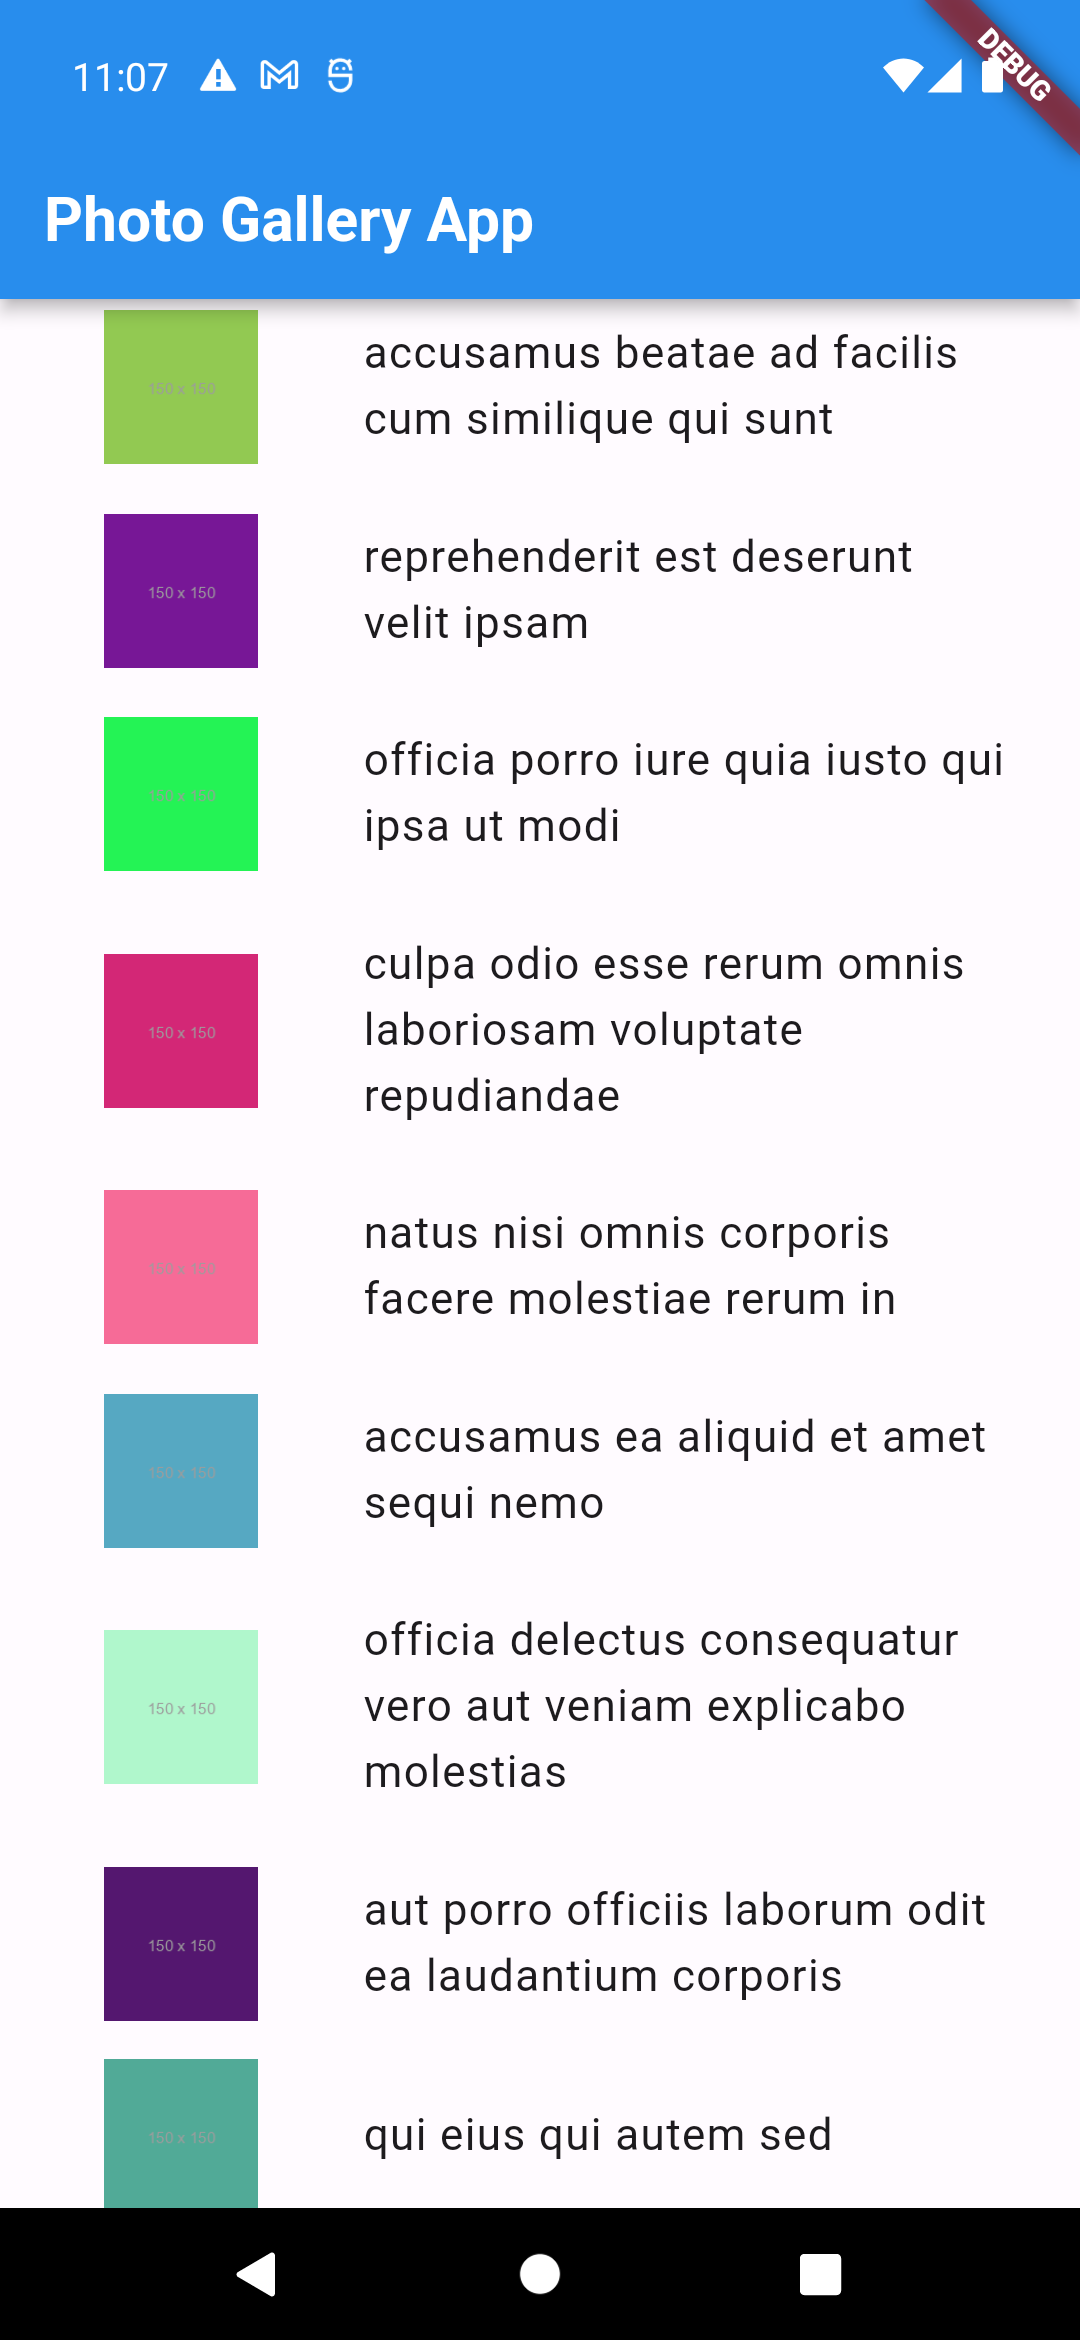 11:07
DEBUG
Photo Gallery App
150 x 150
accusamus beatae ad facilis
cum similique qui sunt
150 x 150
reprehenderit est deserunt
velit ipsam
150 x 150
officia porro iure quia iusto qui
ipsa ut modi
150 x 150
culpa odio esse rerum omnis
laboriosam voluptate
repudiandae
150 x 150
natus nisi omnis corporis
facere molestiae rerum in
150 x 150
accusamus ea aliquid et amet
sequi nemo
150 x 150
officia delectus consequatur
vero aut veniam explicabo
molestias
150 x 150
aut porro officiis laborum odit
ea laudantium corporis
150 x 150
qui eius qui autem sed